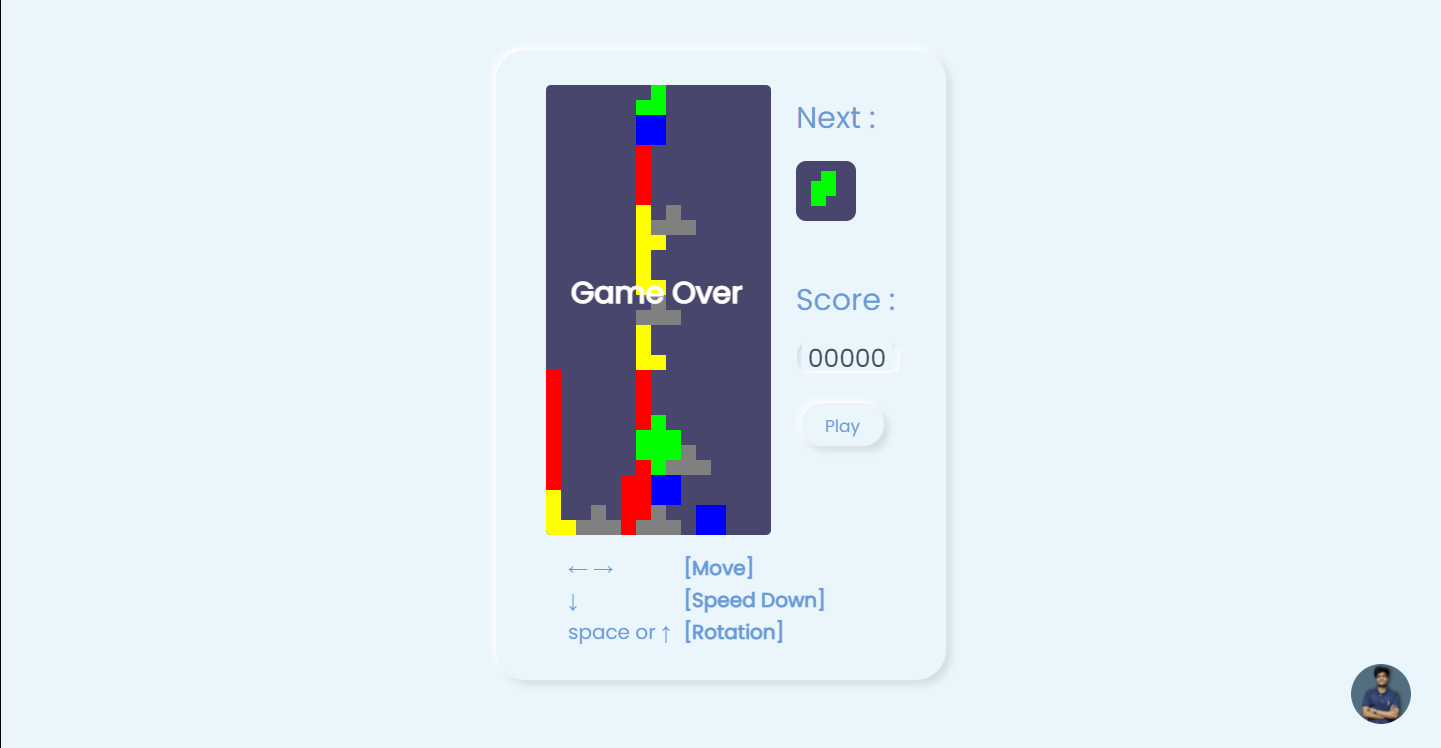 Next :
Game Over
Score :
00000
Play
← → [Move]
↓ [Speed Down]
space or ↑ [Rotation]